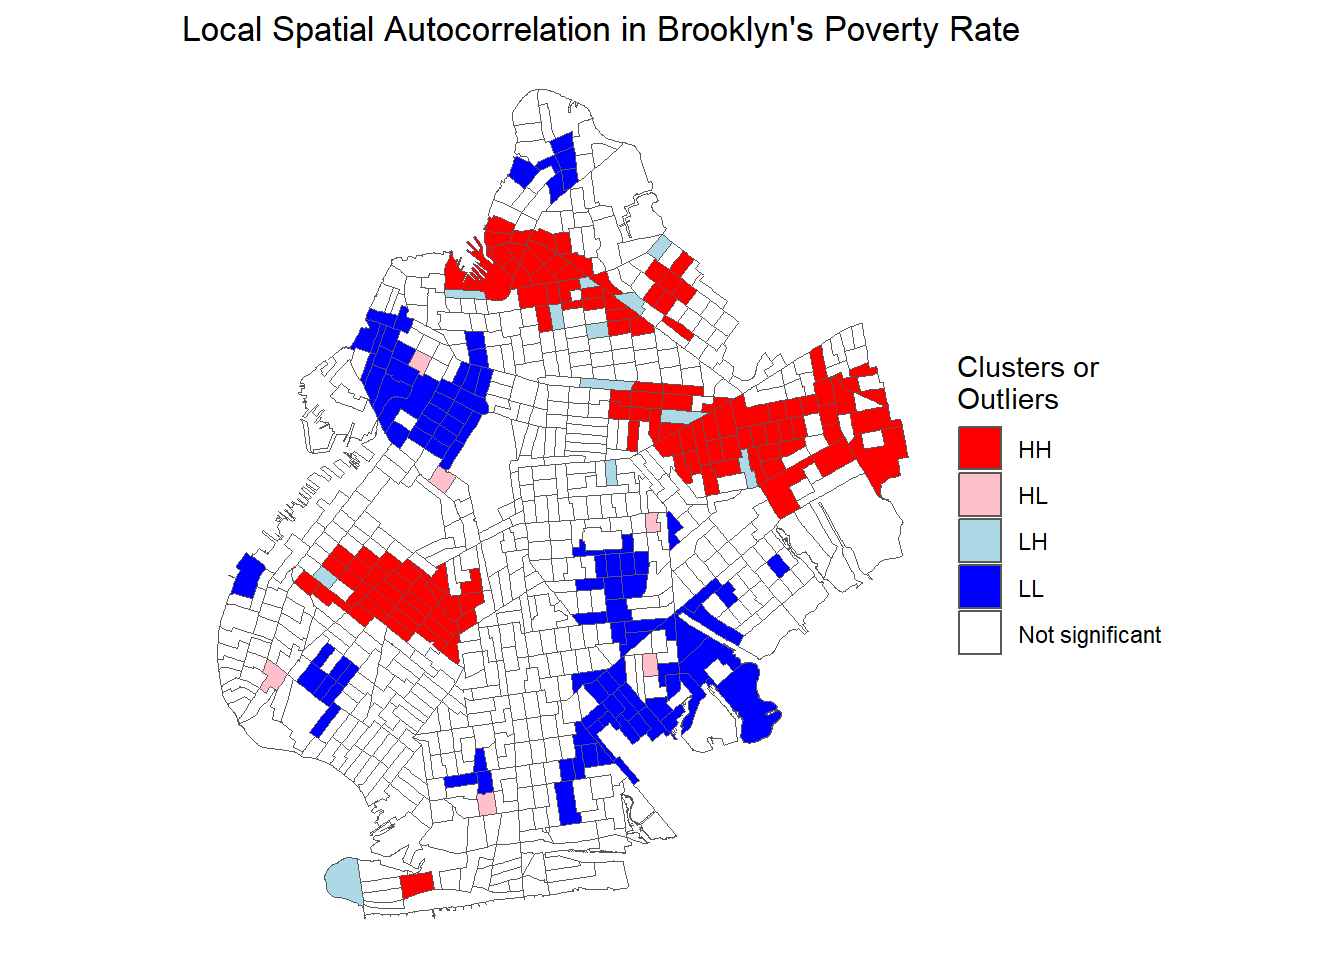 Local Spatial Autocorrelation in Brooklyn's Poverty Rate
Clusters or
Outliers
HH
HL
LH
LL
Not significant